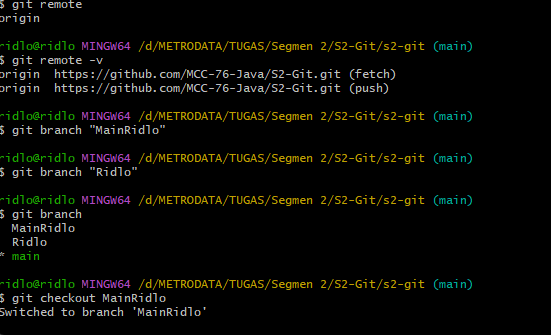 $ git remote
origin
ridlo@ridlo MINGW64 /d/METRODATA/TUGAS/Segmen 2/S2-Git/s2-git (main)
$ git remote -v
origin  https://github.com/MCC-76-Java/S2-Git.git (fetch)
origin  https://github.com/MCC-76-Java/S2-Git.git (push)
ridlo@ridlo MINGW64 /d/METRODATA/TUGAS/Segmen 2/S2-Git/s2-git (main)
$ git branch "MainRidlo"
ridlo@ridlo MINGW64 /d/METRODATA/TUGAS/Segmen 2/S2-Git/s2-git (main)
$ git branch "Ridlo"
ridlo@ridlo MINGW64 /d/METRODATA/TUGAS/Segmen 2/S2-Git/s2-git (main)
$ git branch
  MainRidlo
  Ridlo
* main
ridlo@ridlo MINGW64 /d/METRODATA/TUGAS/Segmen 2/S2-Git/s2-git (main)
$ git checkout MainRidlo
Switched to branch 'MainRidlo'